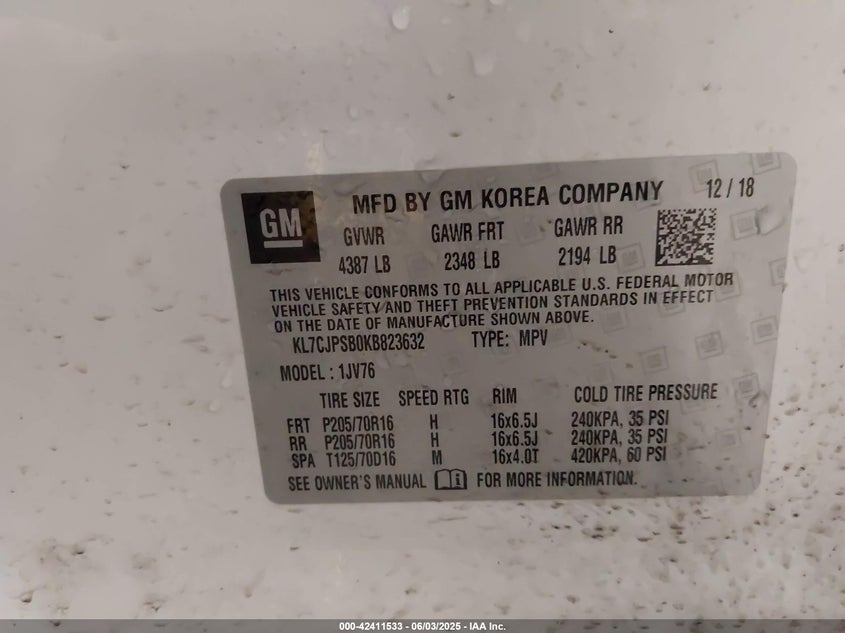 GM
MFD BY GM KOREA COMPANY 12 / 18
GVWR GAWR FRT GAWR RR
4387 LB 2348 LB 2194 LB
THIS VEHICLE CONFORMS TO ALL APPLICABLE U.S. FEDERAL MOTOR
VEHICLE SAFETY AND THEFT PREVENTION STANDARDS IN EFFECT
ON THE DATE OF MANUFACTURE SHOWN ABOVE.
KL7CJPSB0KB823632 TYPE: MPV
MODEL : 1JV76
TIRE SIZE SPEED RTG RIM COLD TIRE PRESSURE
FRT P205/70R16 H 16x6.5J 240KPA, 35 PSI
RR P205/70R16 H 16x6.5J 240KPA, 35 PSI
SPA T125/70D16 M 16x4.0T 420KPA, 60 PSI
SEE OWNER'S MANUAL i FOR MORE INFORMATION.
000-42411533 - 06/03/2025 - IAA Inc.